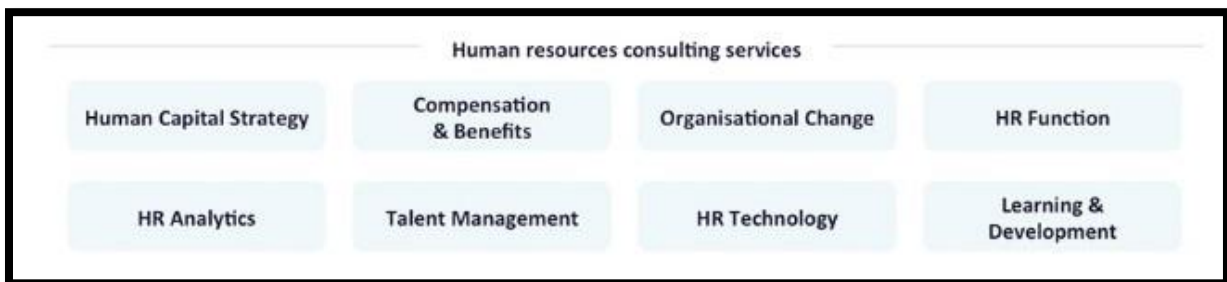 Human resources consulting services
Human Capital Strategy
Compensation
& Benefits
Organisational Change
HR Function
HR Analytics
Talent Management
HR Technology
Learning &
Development